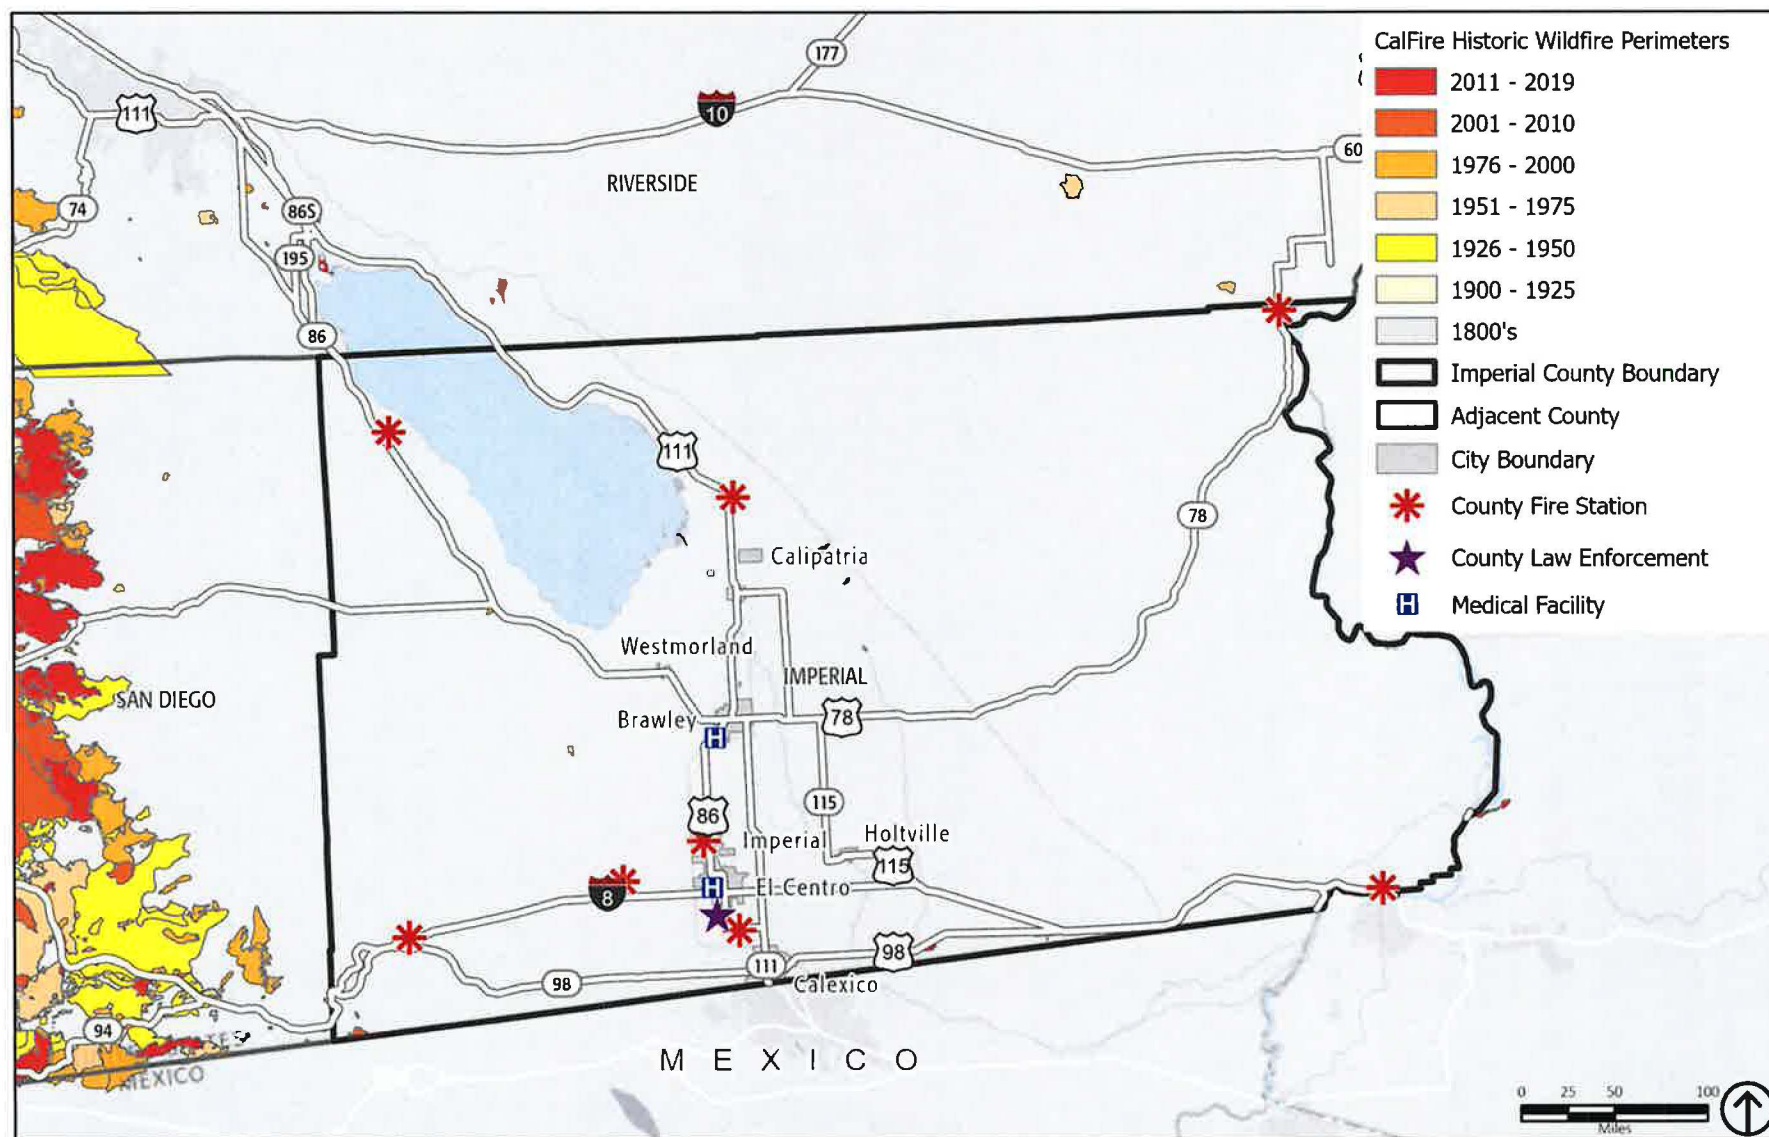 CalFire Historic Wildfire Perimeters
2011 - 2019
2001 - 2010
1976 - 2000
1951 - 1975
1926 - 1950
1900 - 1925
1800's
Imperial County Boundary
Adjacent County
City Boundary
County Fire Station
County Law Enforcement
Medical Facility
H
177
10
111
60
RIVERSIDE
74
86S
195
86
111
78
Calipatria
Westmorland
IMPERIAL
SAN DIEGO
Brawley
78
H
115
86
Imperial
Holtville
115
8
H
El Centro
98
111
98
Calexico
94
MEXICO
MEXICO
0 25 50 100
Miles